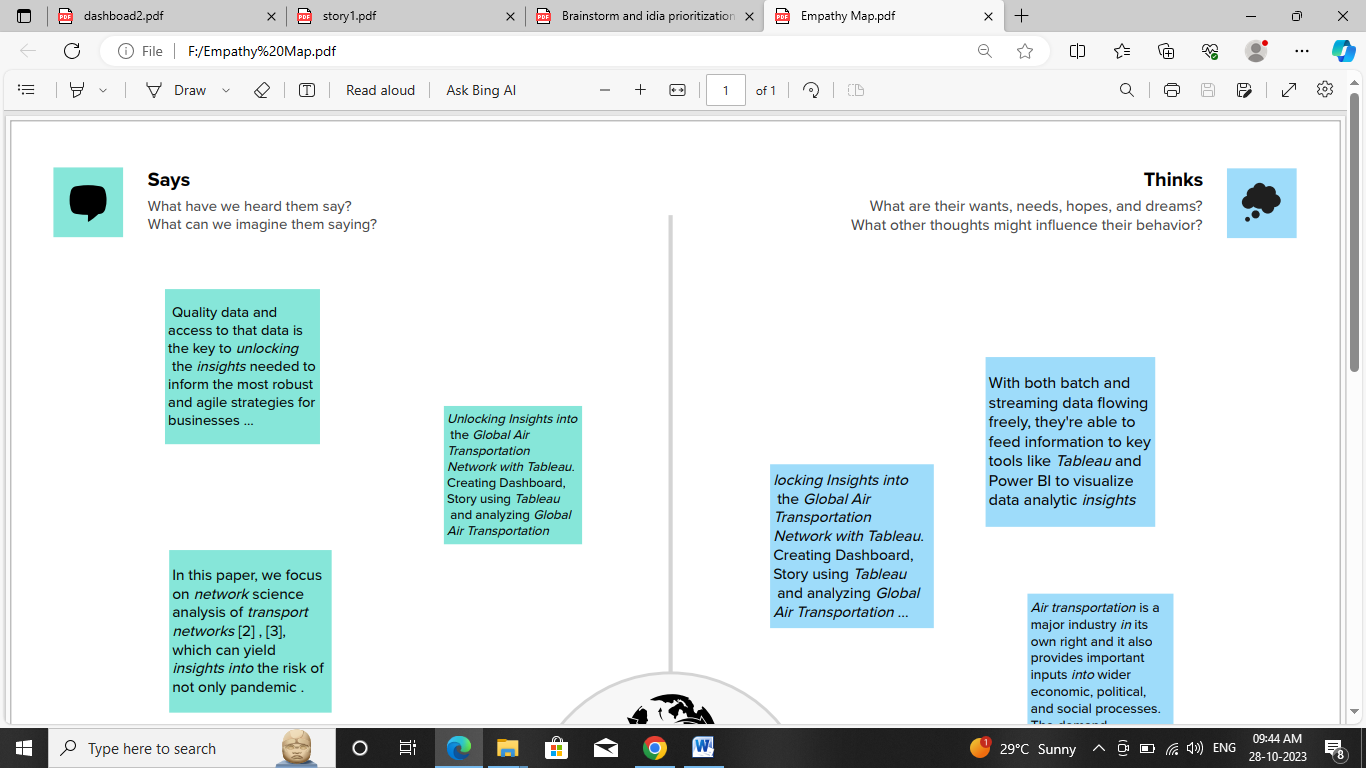 dashboad2.pdf
story1.pdf
Brainstorm and idia prioritization
Empathy Map.pdf
File
F:/Empathy%20Map.pdf
Draw
Read aloud
Ask Bing AI
1
of 1
Says
What have we heard them say?
What can we imagine them saying?
Thinks
What are their wants, needs, hopes, and dreams?
What other thoughts might influence their behavior?
Quality data and
access to that data is
the key to unlocking
the insights needed to
inform the most robust
and agile strategies for
businesses ...
Unlocking Insights into
the Global Air
Transportation
Network with Tableau.
Creating Dashboard,
Story using Tableau
and analyzing Global
Air Transportation
In this paper, we focus
on network science
analysis of transport
networks [2] , [3],
which can yield
insights into the risk of
not only pandemic .
With both batch and
streaming data flowing
freely, they're able to
feed information to key
tools like Tableau and
Power BI to visualize
data analytic insights
locking Insights into
the Global Air
Transportation
Network with Tableau.
Creating Dashboard,
Story using Tableau
and analyzing Global
Air Transportation ...
Air transportation is a
major industry in its
own right and it also
provides important
inputs into wider
economic, political,
and social processes.
The demand
Type here to search
1
29°C Sunny
ENG
09:44 AM
28-10-2023
8